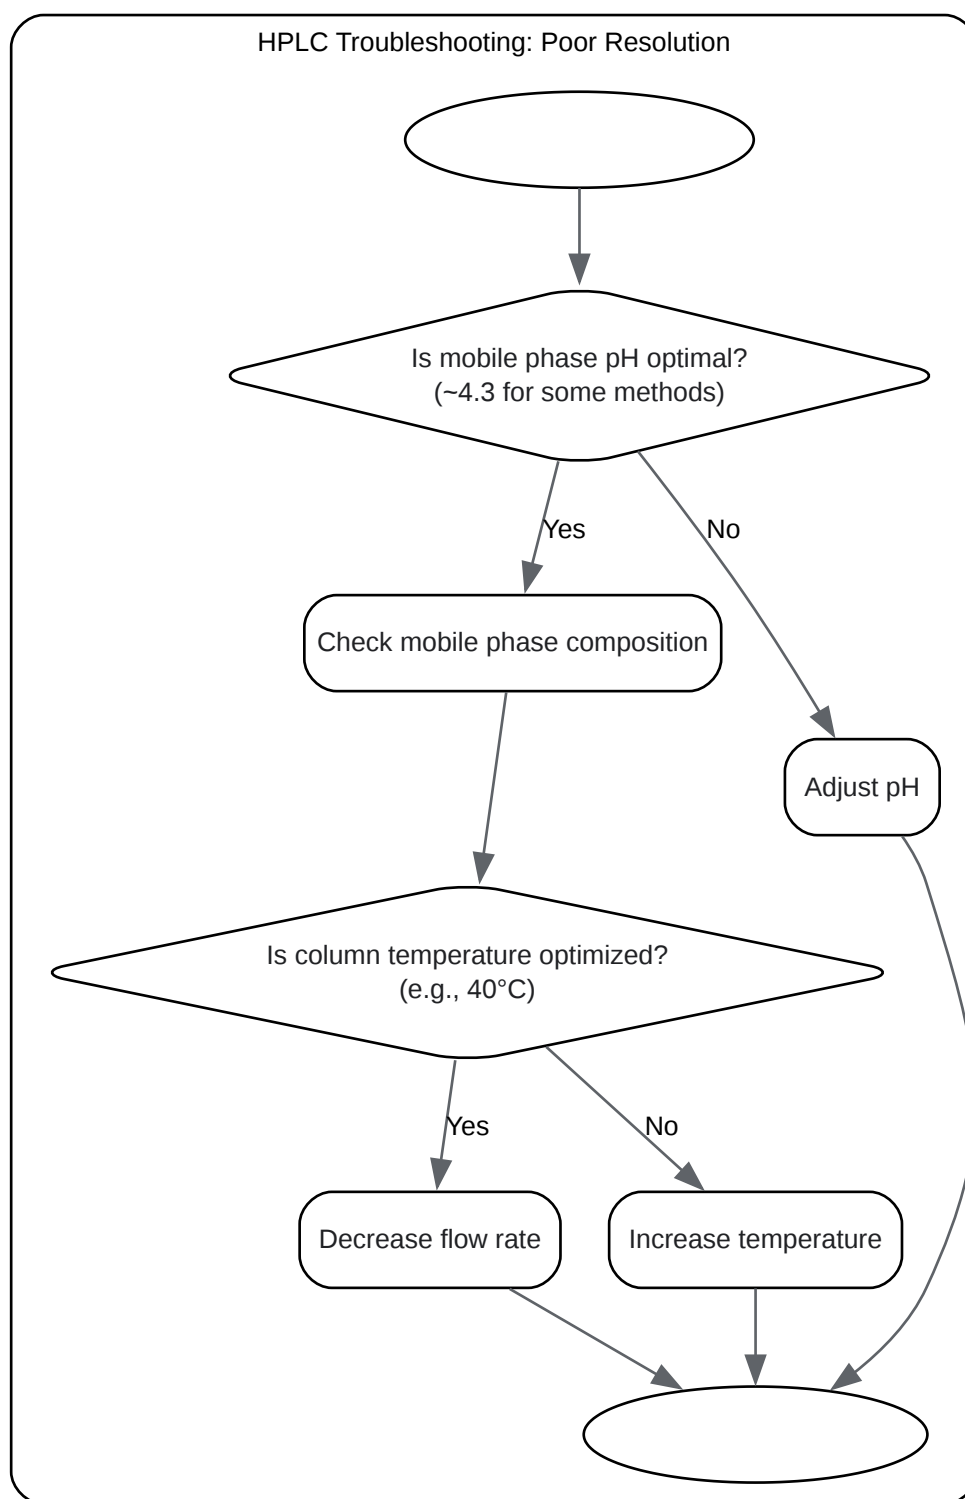 HPLC Troubleshooting: Poor Resolution
Is mobile phase pH optimal?
(~4.3 for some methods)
Yes
No
Check mobile phase composition
Adjust pH
Is column temperature optimized?
(e.g., 40°C)
Yes
No
Decrease flow rate
Increase temperature